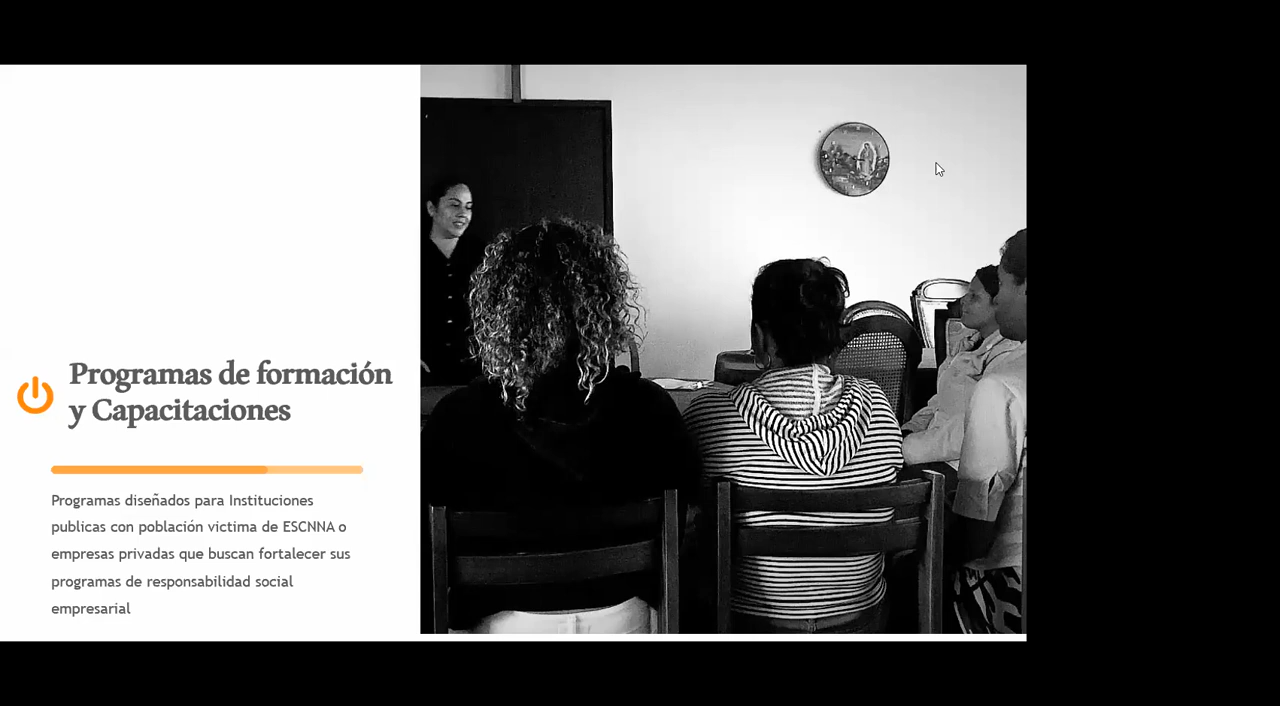 Programas de formación
y Capacitaciones
Programas diseñados para Instituciones
publicas con población victima de ESCNNA o
empresas privadas que buscan fortalecer sus
programas de responsabilidad social
empresarial